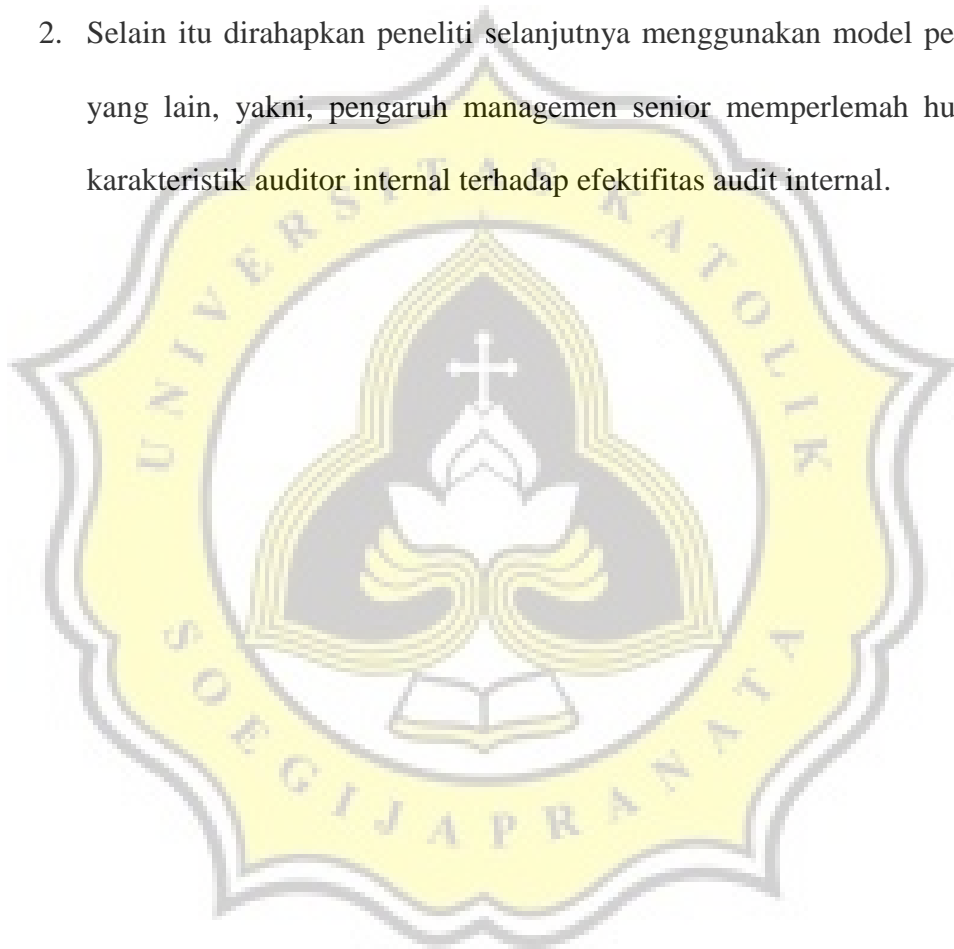 2. Selain itu dirahapkan peneliti selanjutnya menggunakan model pe
yang lain, yakni, pengaruh managemen senior memperlemah hu
karakteristik auditor internal terhadap efektifitas audit internal.
UNIVERSITAS KATOLIK
SOEGIJAPRANATA